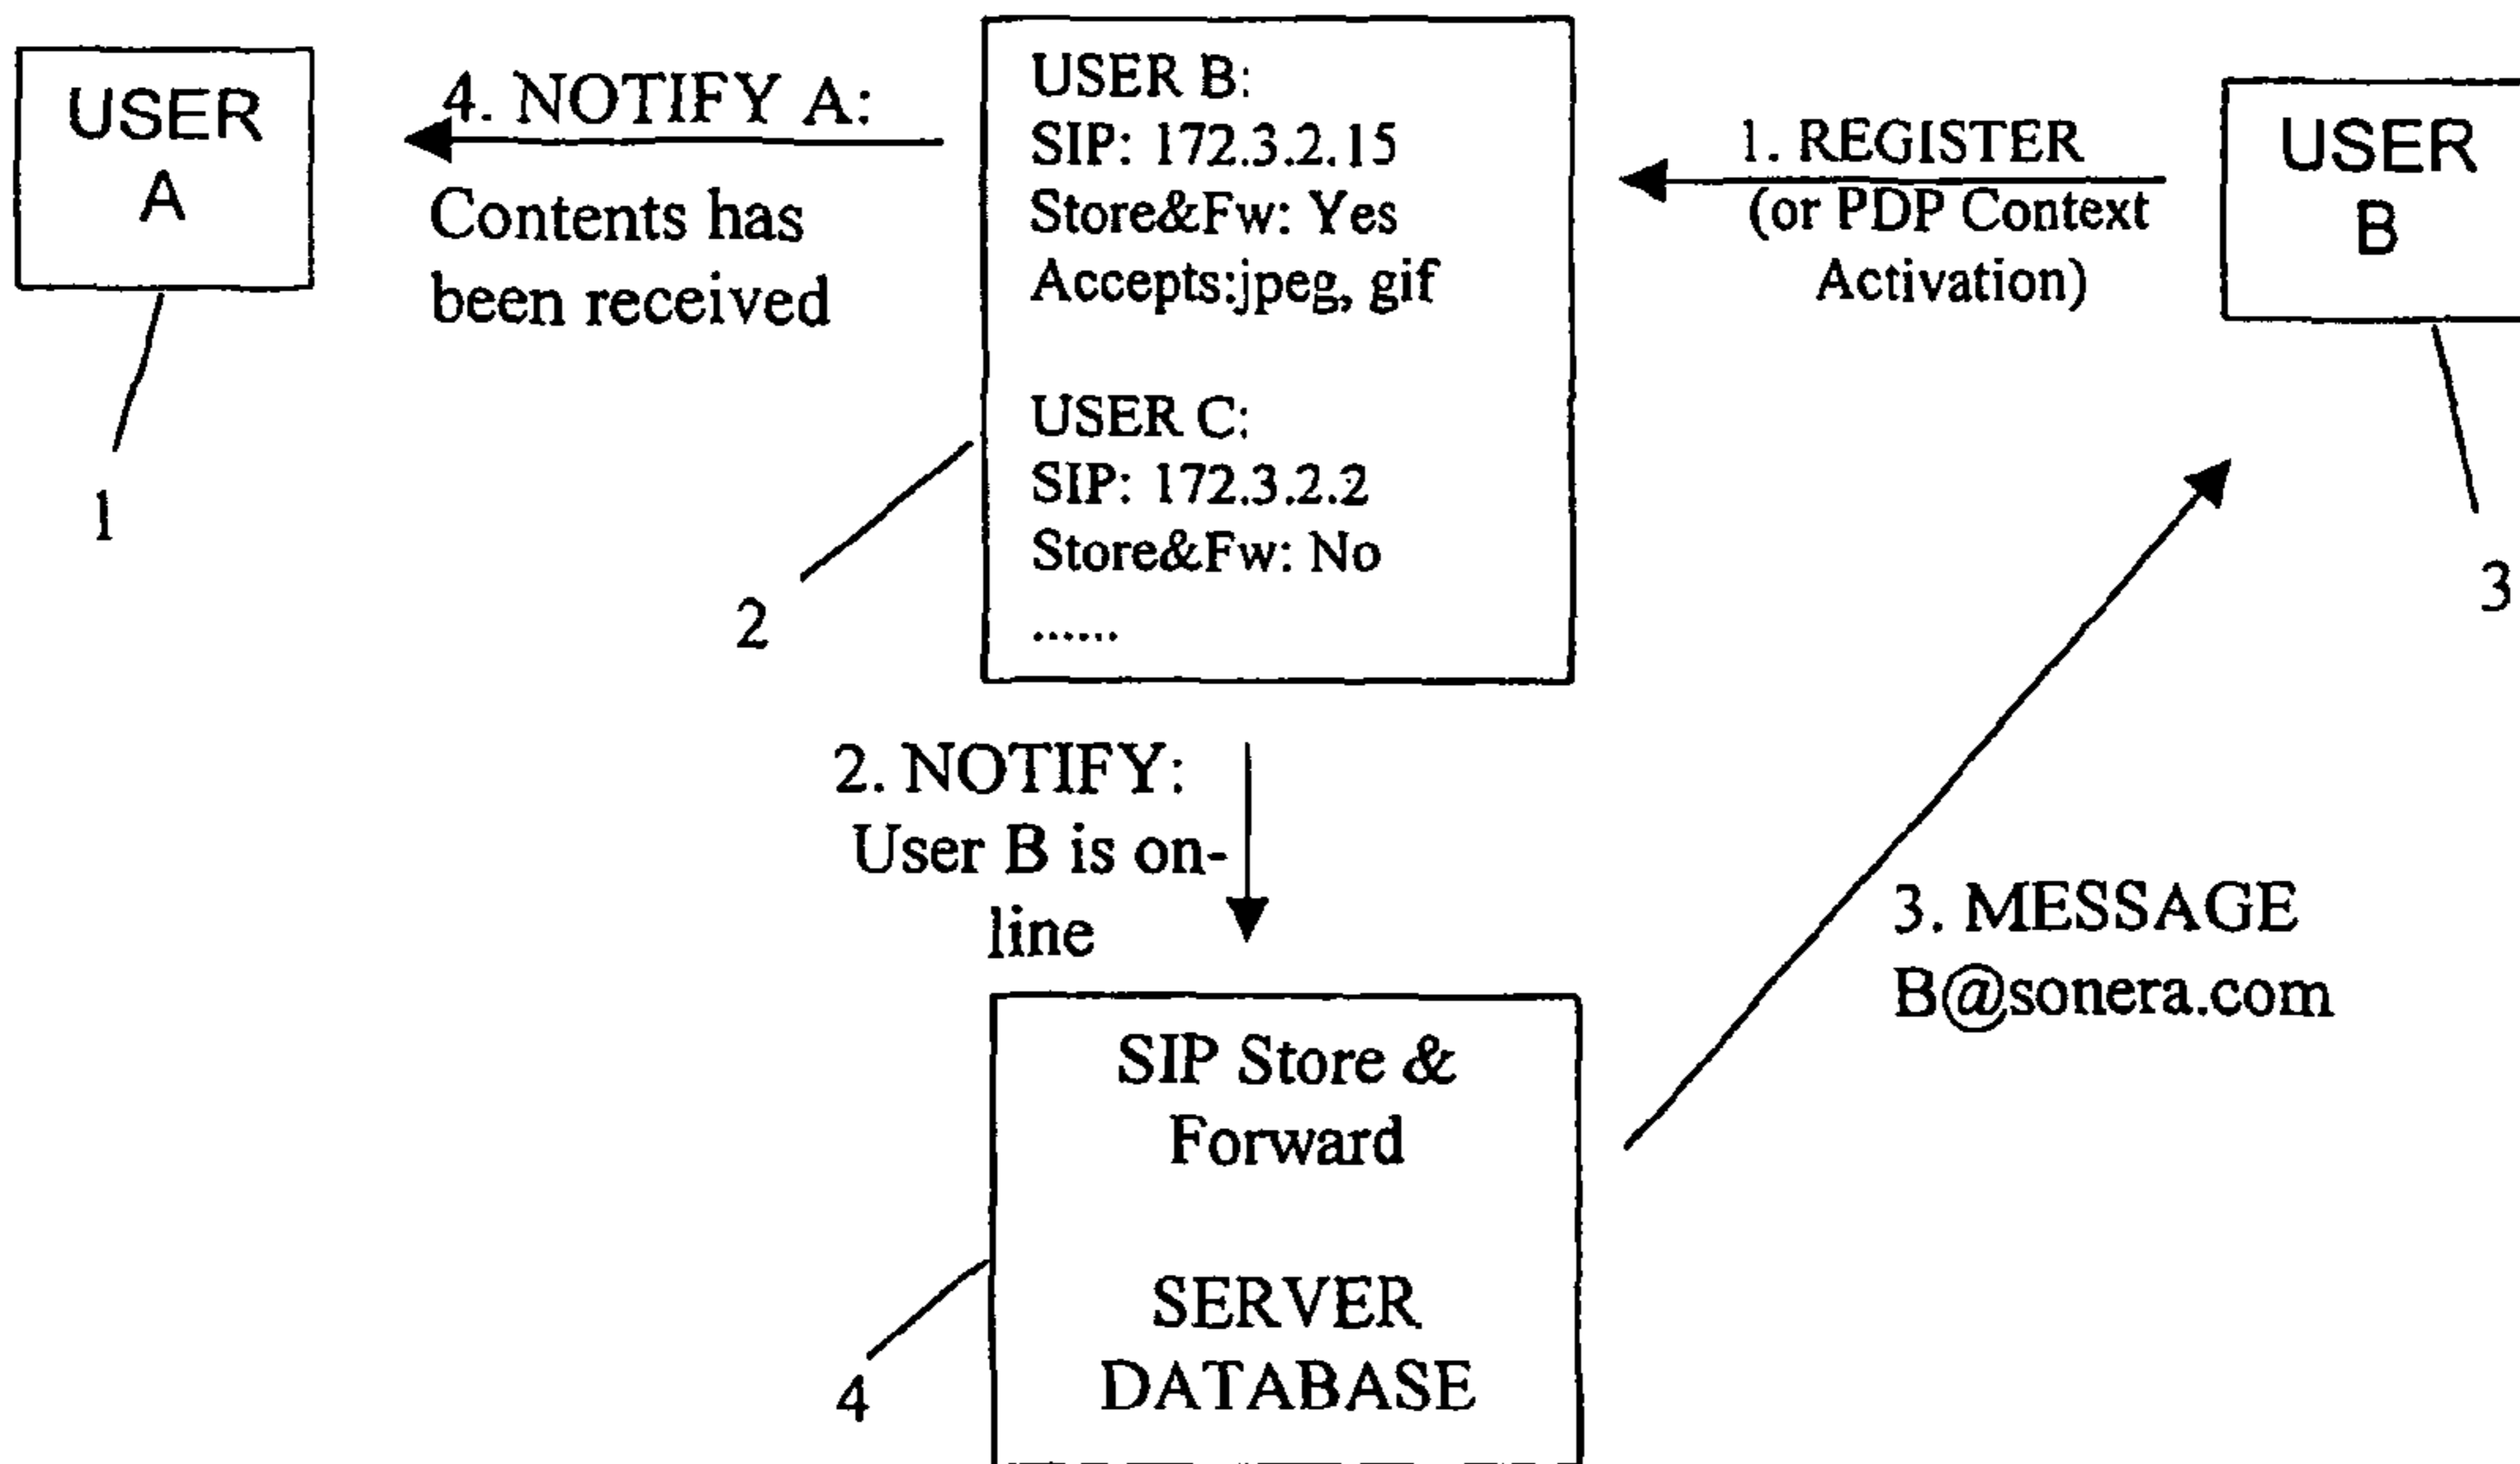 USER
A
1
4. NOTIFY A:
Contents has
been received
USER B:
SIP: 172.3.2.15
Store&Fw: Yes
Accepts:jpeg, gif
USER C:
SIP: 172.3.2.2
Store&Fw: No
......
2
1. REGISTER
(or PDP Context
Activation)
USER
B
3
2. NOTIFY:
User B is on-
line
3. MESSAGE
B@sonera.com
SIP Store &
Forward
SERVER
DATABASE
4